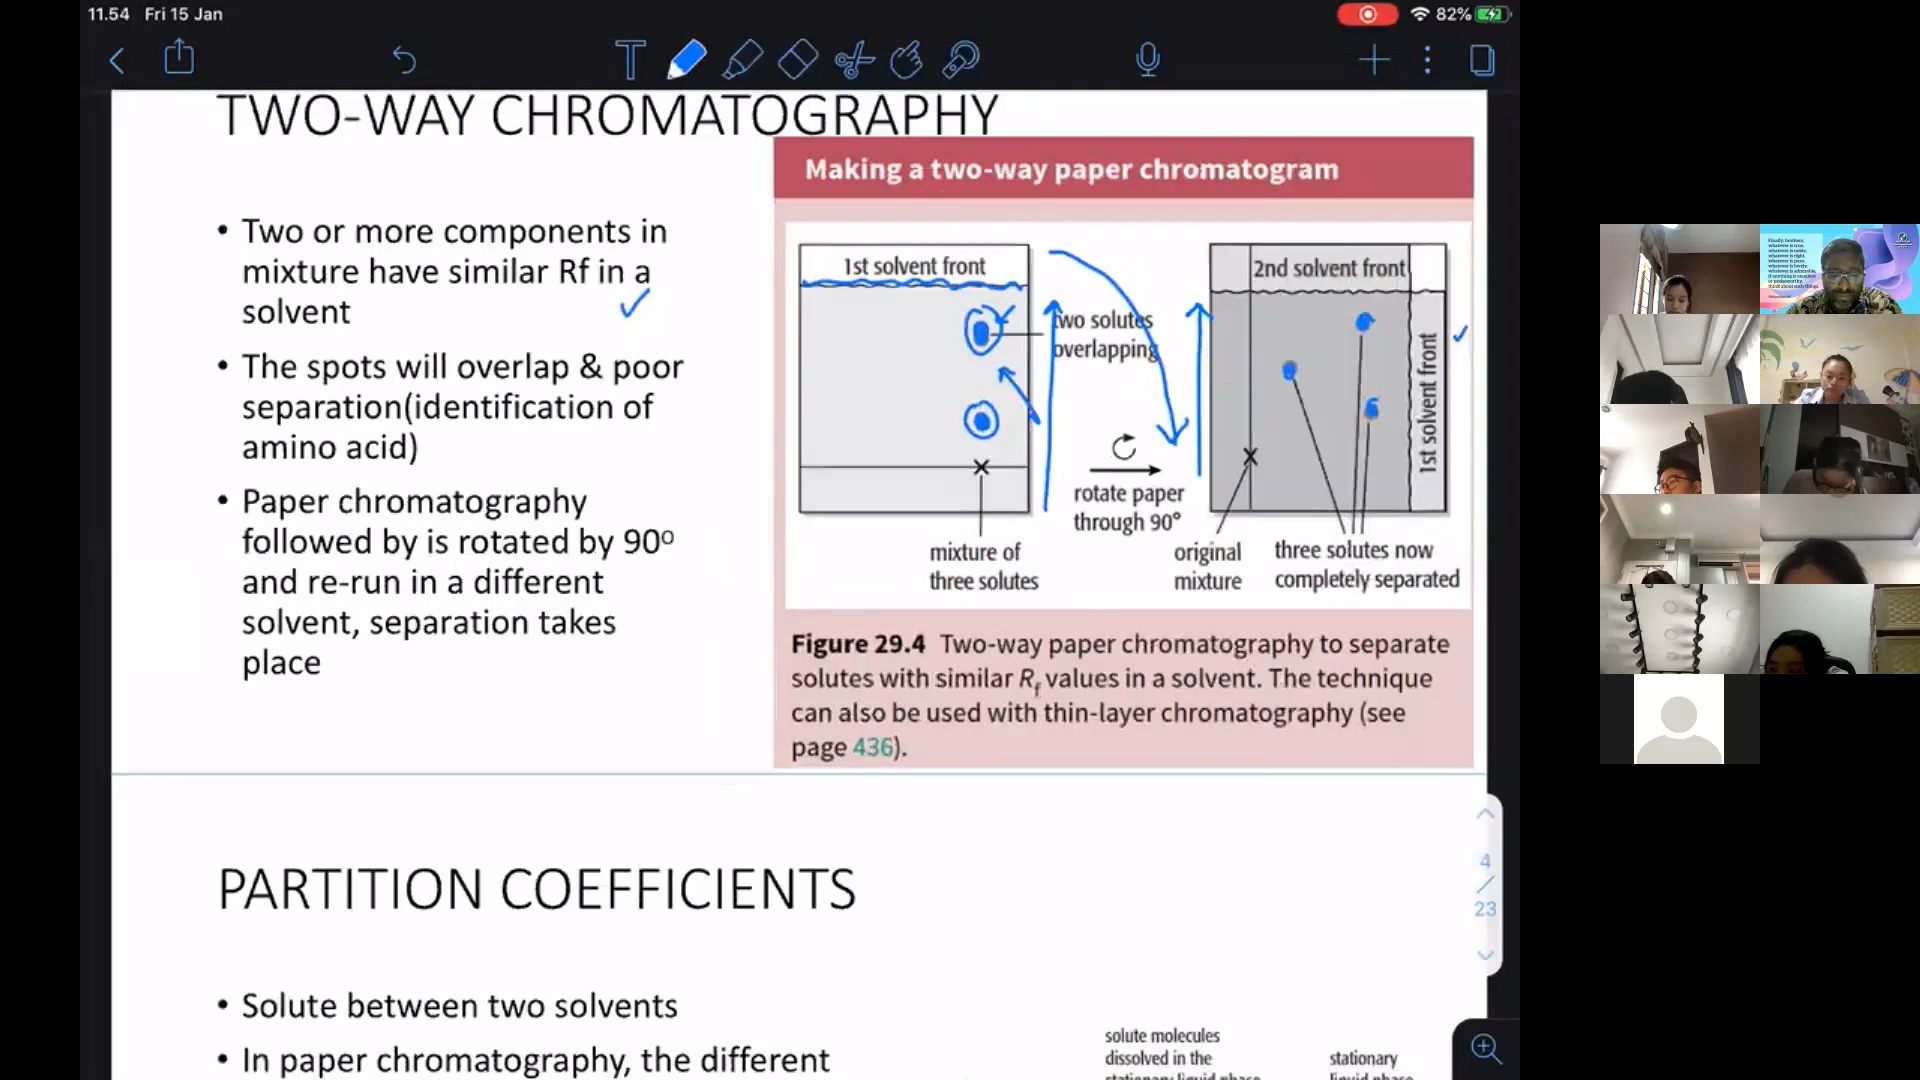 11.54 Fri 15 Jan
82%
TWO-WAY CHROMATOGRAPHY
• Two or more components in
mixture have similar Rf in a
solvent
• The spots will overlap & poor
separation(identification of
amino acid)
• Paper chromatography
followed by is rotated by 90º
and re-run in a different
solvent, separation takes
place
Making a two-way paper chromatogram
1st solvent front
two solutes
overlapping
mixture of
three solutes
rotate paper
through 90°
2nd solvent front
1st solvent front
original
mixture
three solutes now
completely separated
Figure 29.4 Two-way paper chromatography to separate
solutes with similar Rf values in a solvent. The technique
can also be used with thin-layer chromatography (see
page 436).
PARTITION COEFFICIENTS
• Solute between two solvents
• In paper chromatography, the different
solute molecules
dissolved in the
stationary liquid phase
stationary
liquid phase
4
/
23